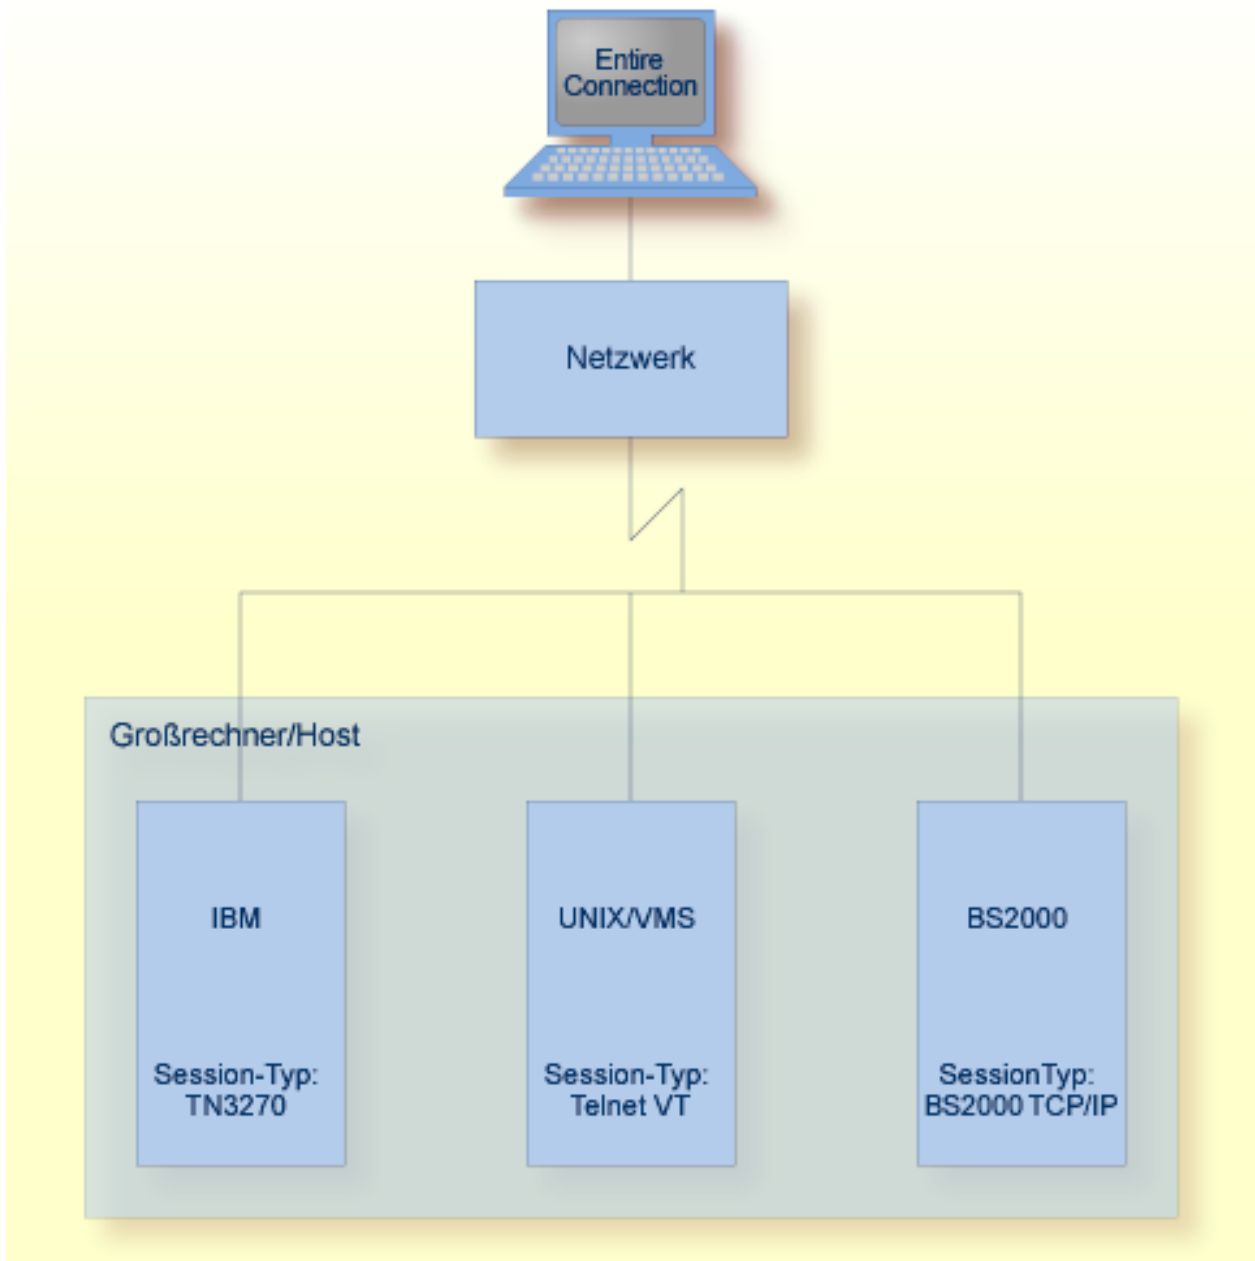 Entire
Connection
Netzwerk
Großrechner/Host
IBM
Session-Typ:
TN3270
UNIX/VMS
Session-Typ:
Telnet VT
BS2000
SessionTyp:
BS2000 TCP/IP